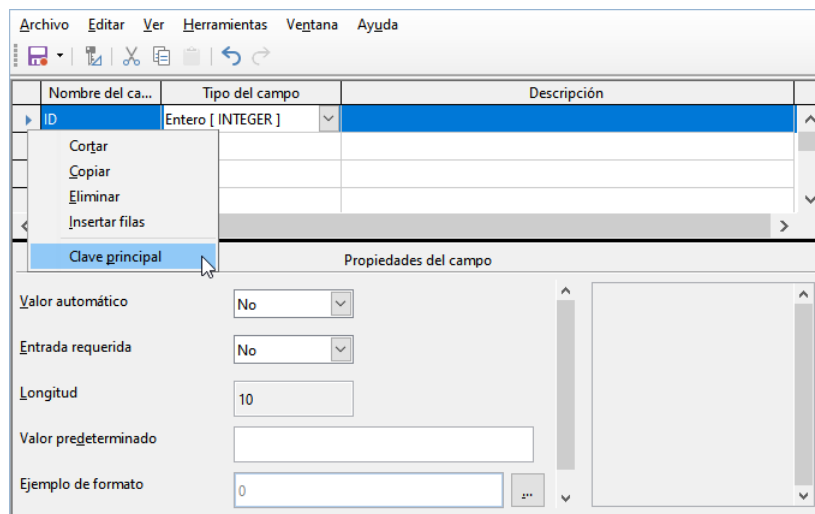 Archivo Editar Ver Herramientas Ventana Ayuda
Nombre del ca... Tipo del campo Descripción
ID Entero [ INTEGER ]
Cortar
Copiar
Eliminar
Insertar filas
Clave principal
Propiedades del campo
Valor automático No
Entrada requerida No
Longitud 10
Valor predeterminado
Ejemplo de formato 0 ...